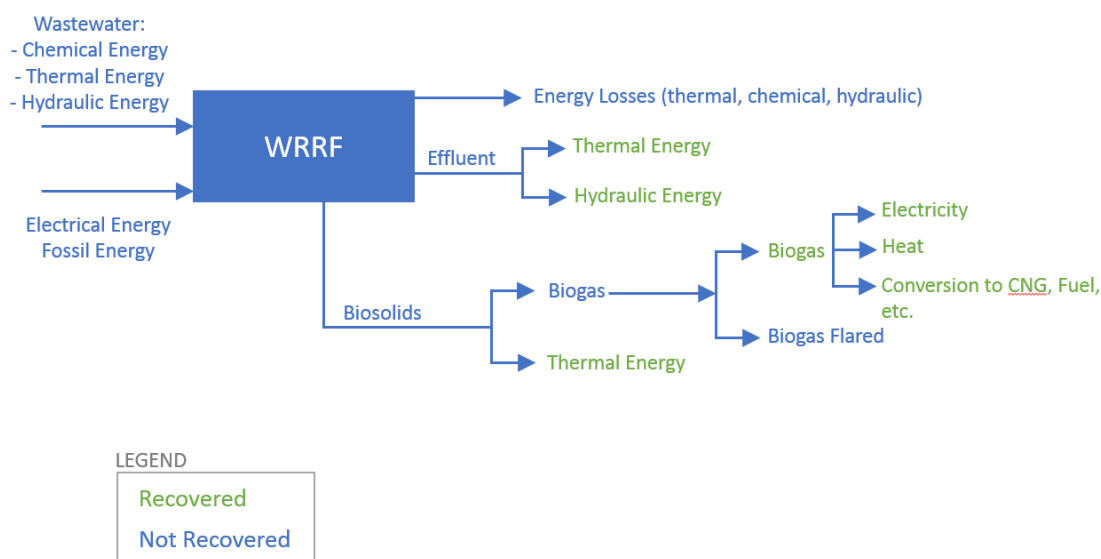 Wastewater:
- Chemical Energy
- Thermal Energy
- Hydraulic Energy
WRRF
Energy Losses (thermal, chemical, hydraulic)
Effluent
Thermal Energy
Hydraulic Energy
Electrical Energy
Fossil Energy
Biosolids
Biogas
Thermal Energy
Biogas
Biogas Flared
Electricity
Heat
Conversion to CNG, Fuel,
etc.
LEGEND
Recovered
Not Recovered